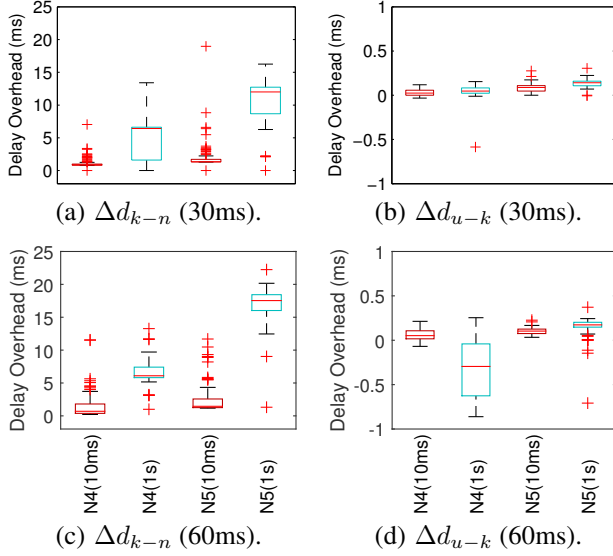 Delay Overhead (ms)
25
20
15
10
5
0
(a) Δd_{k−n} (30ms).
Delay Overhead (ms)
1
0.5
0
−0.5
−1
(b) Δd_{u−k} (30ms).
Delay Overhead (ms)
25
20
15
10
5
0
N4(10ms)
N4(1s)
N5(10ms)
N5(1s)
(c) Δd_{k−n} (60ms).
Delay Overhead (ms)
1
0.5
0
-0.5
-1
N4(10ms)
N4(1s)
N5(10ms)
N5(1s)
(d) Δd_{u−k} (60ms).